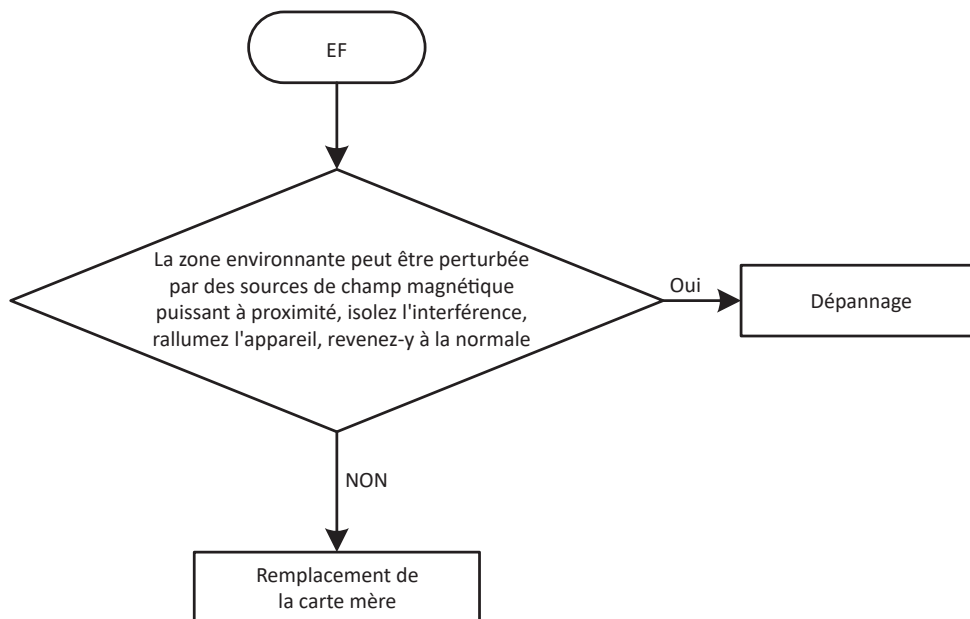 EF
La zone environnante peut être perturbée
par des sources de champ magnétique
puissant à proximité, isolez l'interférence,
rallumez l'appareil, revenez-y à la normale
Oui
Dépannage
NON
Remplacement de
la carte mère